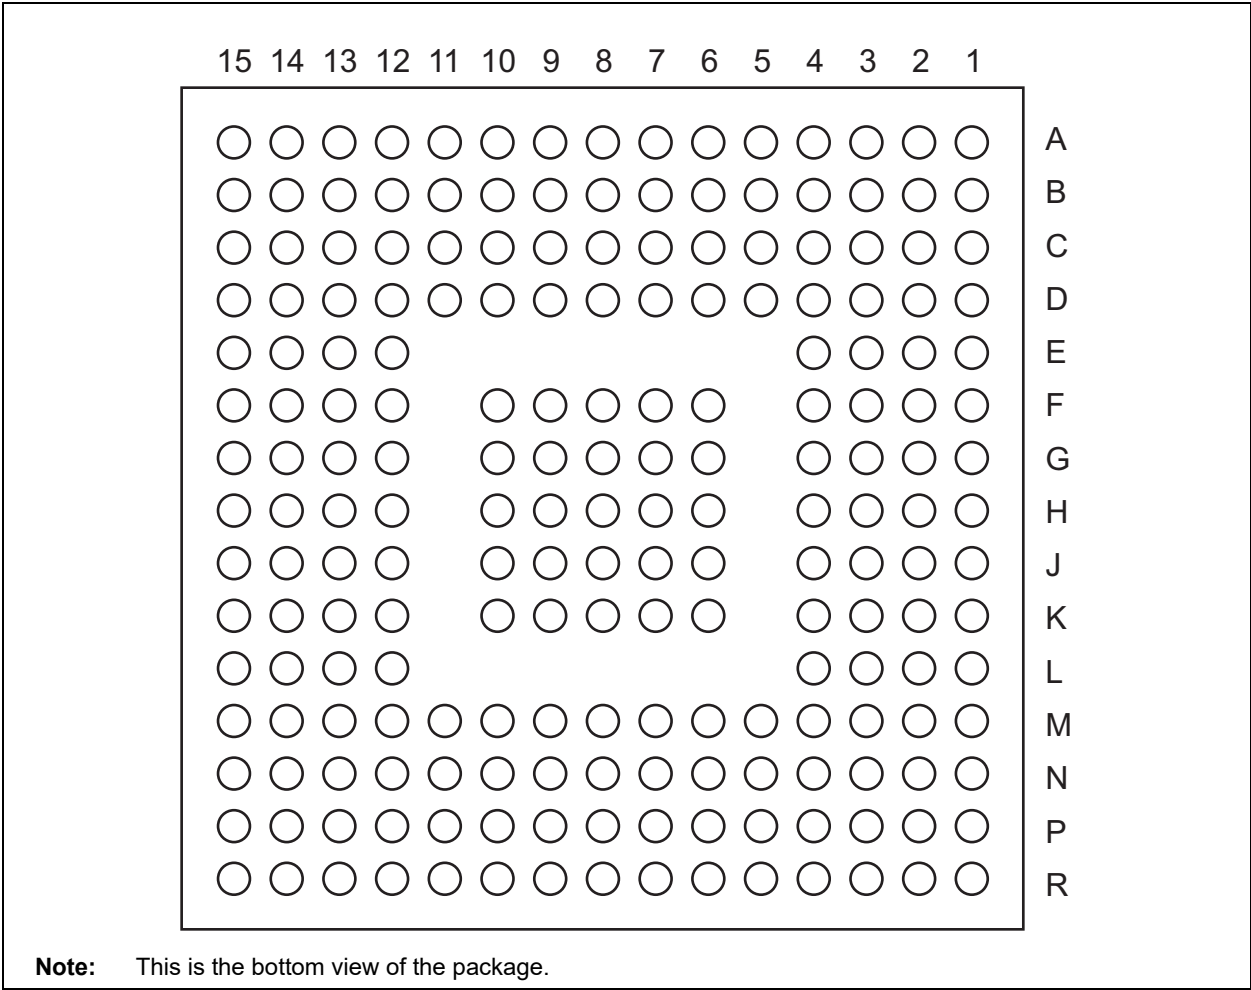 15 14 13 12 11 10 9 8 7 6 5 4 3 2 1
A
B
C
D
E
F
G
H
J
K
L
M
N
P
R
Note: This is the bottom view of the package.